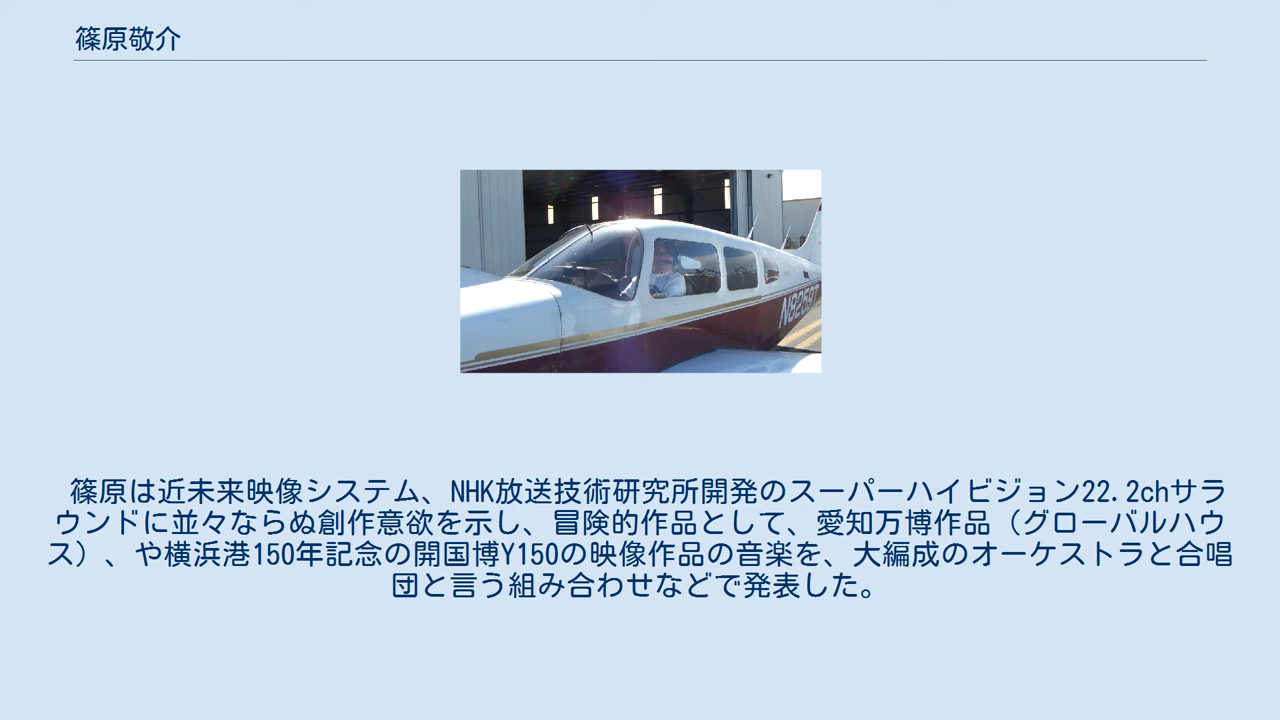 篠原敬介
N8259T
篠原は近未来映像システム、NHK放送技術研究所開発のスーパーハイビジョン22.2chサラ
ウンドに並々ならぬ創作意欲を示し、冒険的作品として、愛知万博作品（グローバルハウ
ス）、や横浜港150年記念の開国博Y150の映像作品の音楽を、大編成のオーケストラと合唱
団と言う組み合わせなどで発表した。